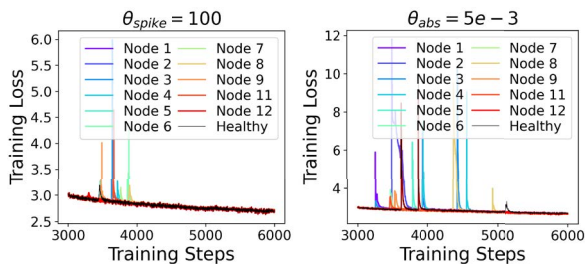 θ_spike = 100
6.0
5.5
5.0
4.5
4.0
3.5
3.0
2.5
Training Loss
Node 1
Node 2
Node 3
Node 4
Node 5
Node 6
Node 7
Node 8
Node 9
Node 11
Node 12
Healthy
3000
4000
5000
6000
Training Steps
θ_abs = 5e − 3
12
10
8
6
4
Training Loss
Node 1
Node 2
Node 3
Node 4
Node 5
Node 6
Node 7
Node 8
Node 9
Node 11
Node 12
Healthy
3000
4000
5000
6000
Training Steps